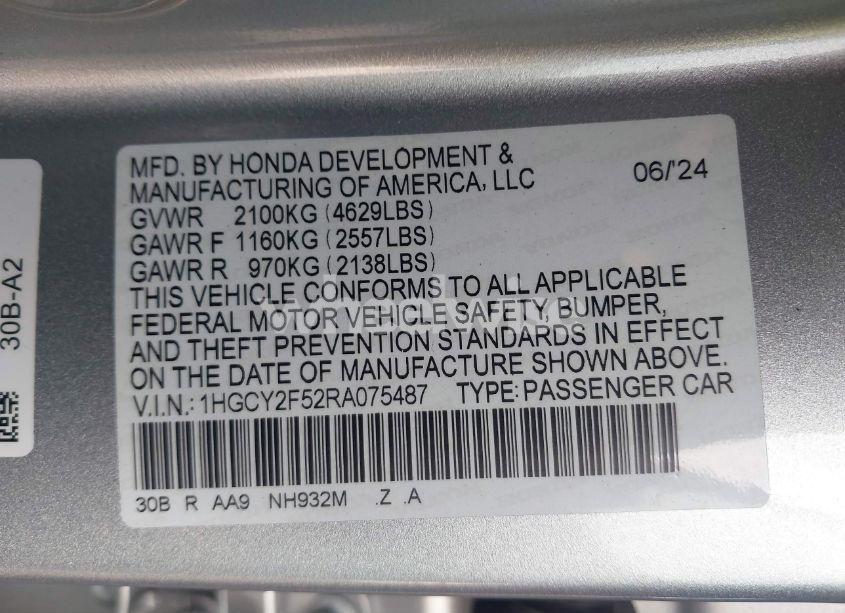 MFD. BY HONDA DEVELOPMENT &
MANUFACTURING OF AMERICA, LLC
06/'24
GVWR 2100KG (4629LBS)
GAWR F 1160KG (2557LBS)
GAWR R 970KG (2138LBS)
THIS VEHICLE CONFORMS TO ALL APPLICABLE
FEDERAL MOTOR VEHICLE SAFETY, BUMPER,
AND THEFT PREVENTION STANDARDS IN EFFECT
ON THE DATE OF MANUFACTURE SHOWN ABOVE.
V.I.N.: 1HGCY2F52RA075487 TYPE: PASSENGER CAR
30B R AA9 NH932M .Z .A
30B-A2